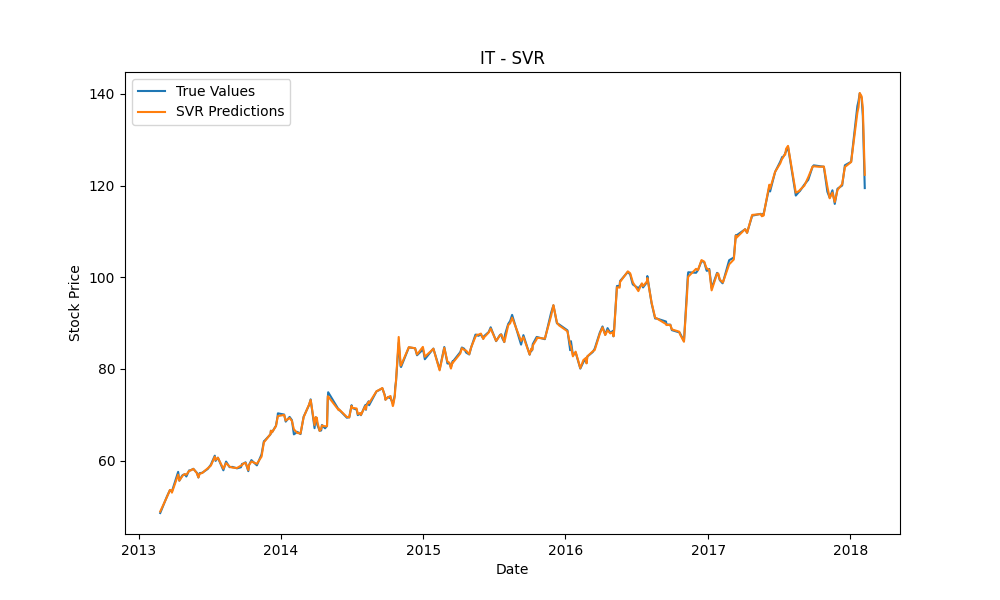 IT - SVR
True Values
SVR Predictions
140
120
100
80
60
Stock Price
2013 2014 2015 2016 2017 2018
Date